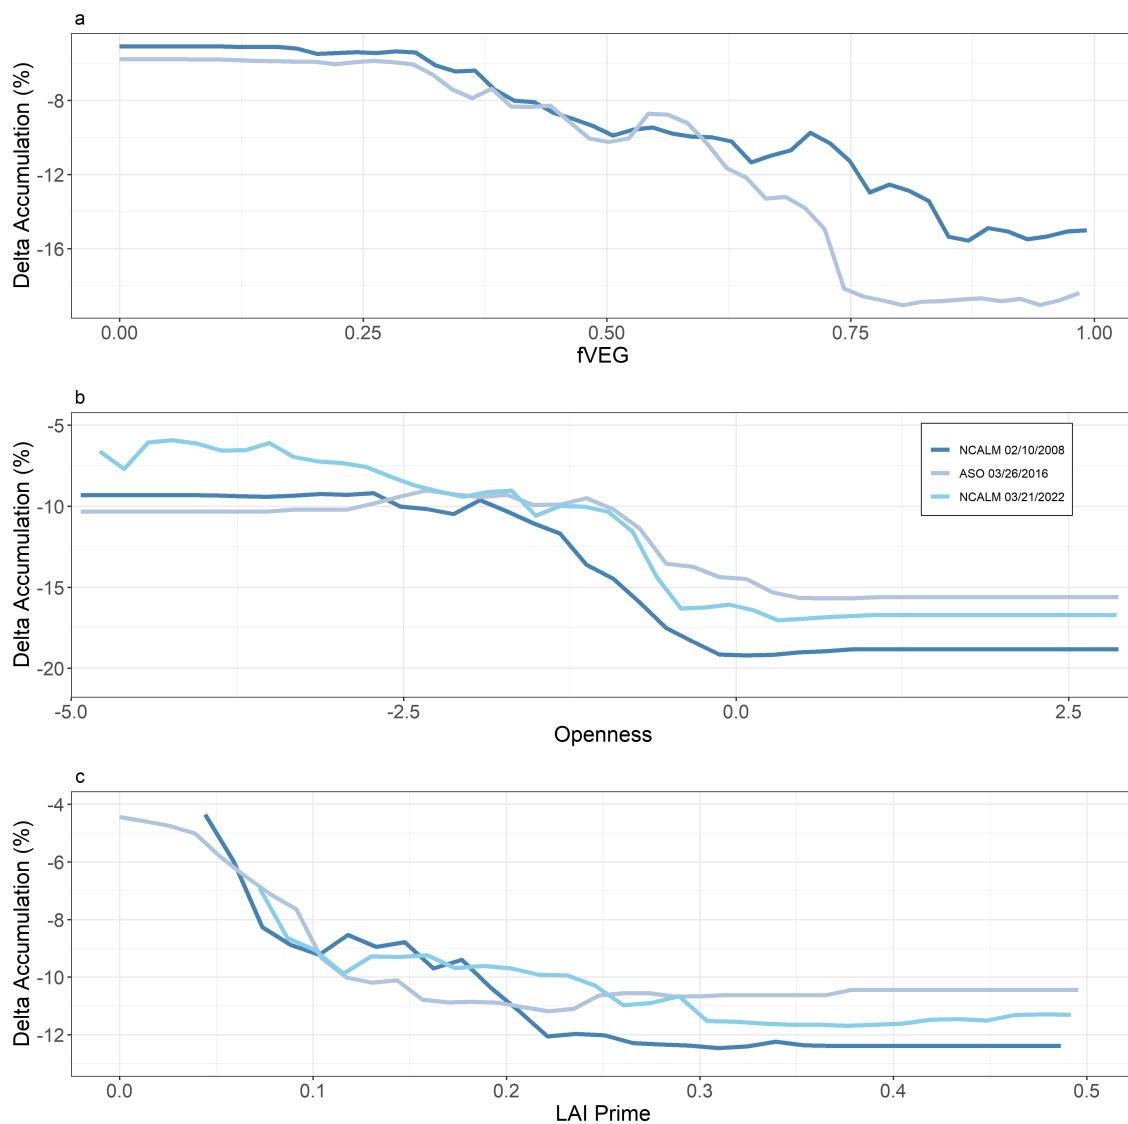 a
Delta Accumulation (%)
-8
-12
-16
0.00 0.25 0.50 0.75 1.00
fVEG
b
Delta Accumulation (%)
-5
-10
-15
-20
NCALM 02/10/2008
ASO 03/26/2016
NCALM 03/21/2022
-5.0 -2.5 0.0 2.5
Openness
c
Delta Accumulation (%)
-4
-6
-8
-10
-12
0.0 0.1 0.2 0.3 0.4 0.5
LAI Prime